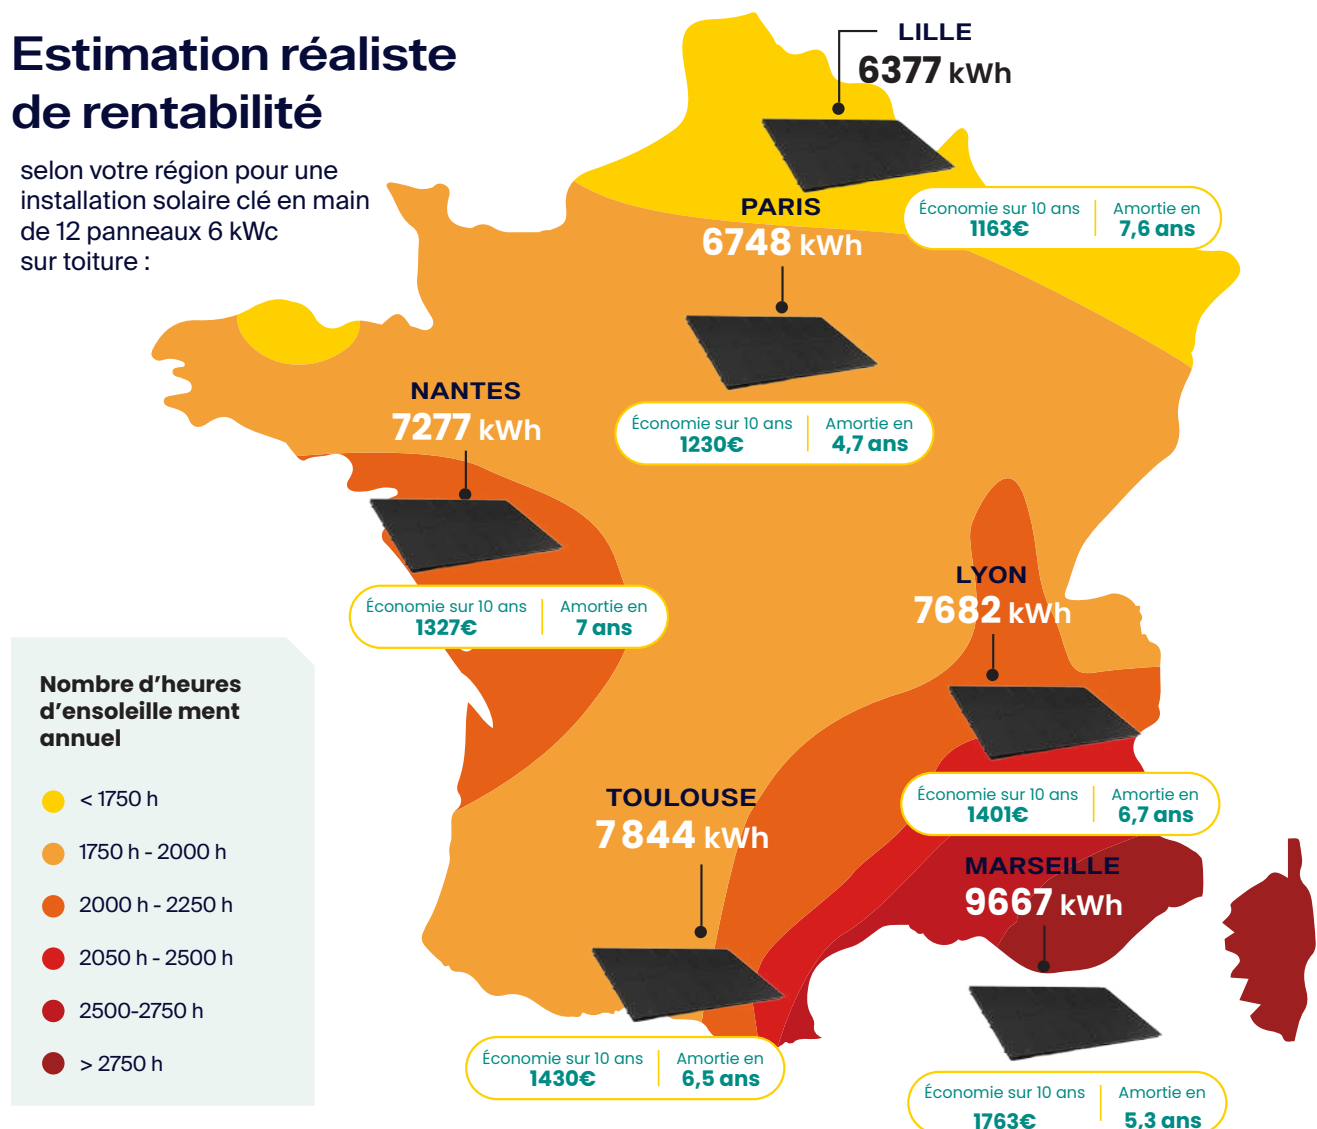 Estimation réaliste
de rentabilité
selon votre région pour une
installation solaire clé en main
de 12 panneaux 6 kWc
sur toiture :
LILLE
6377 kWh
Économie sur 10 ans
1163€
Amortie en
7,6 ans
PARIS
6748 kWh
Économie sur 10 ans
1230€
Amortie en
4,7 ans
NANTES
7277 kWh
Économie sur 10 ans
1327€
Amortie en
7 ans
LYON
7682 kWh
Économie sur 10 ans
1401€
Amortie en
6,7 ans
TOULOUSE
7 844 kWh
Économie sur 10 ans
1430€
Amortie en
6,5 ans
MARSEILLE
9667 kWh
Économie sur 10 ans
1763€
Amortie en
5,3 ans
Nombre d’heures
d’ensoleille ment
annuel
< 1750 h
1750 h - 2000 h
2000 h - 2250 h
2050 h - 2500 h
2500-2750 h
> 2750 h